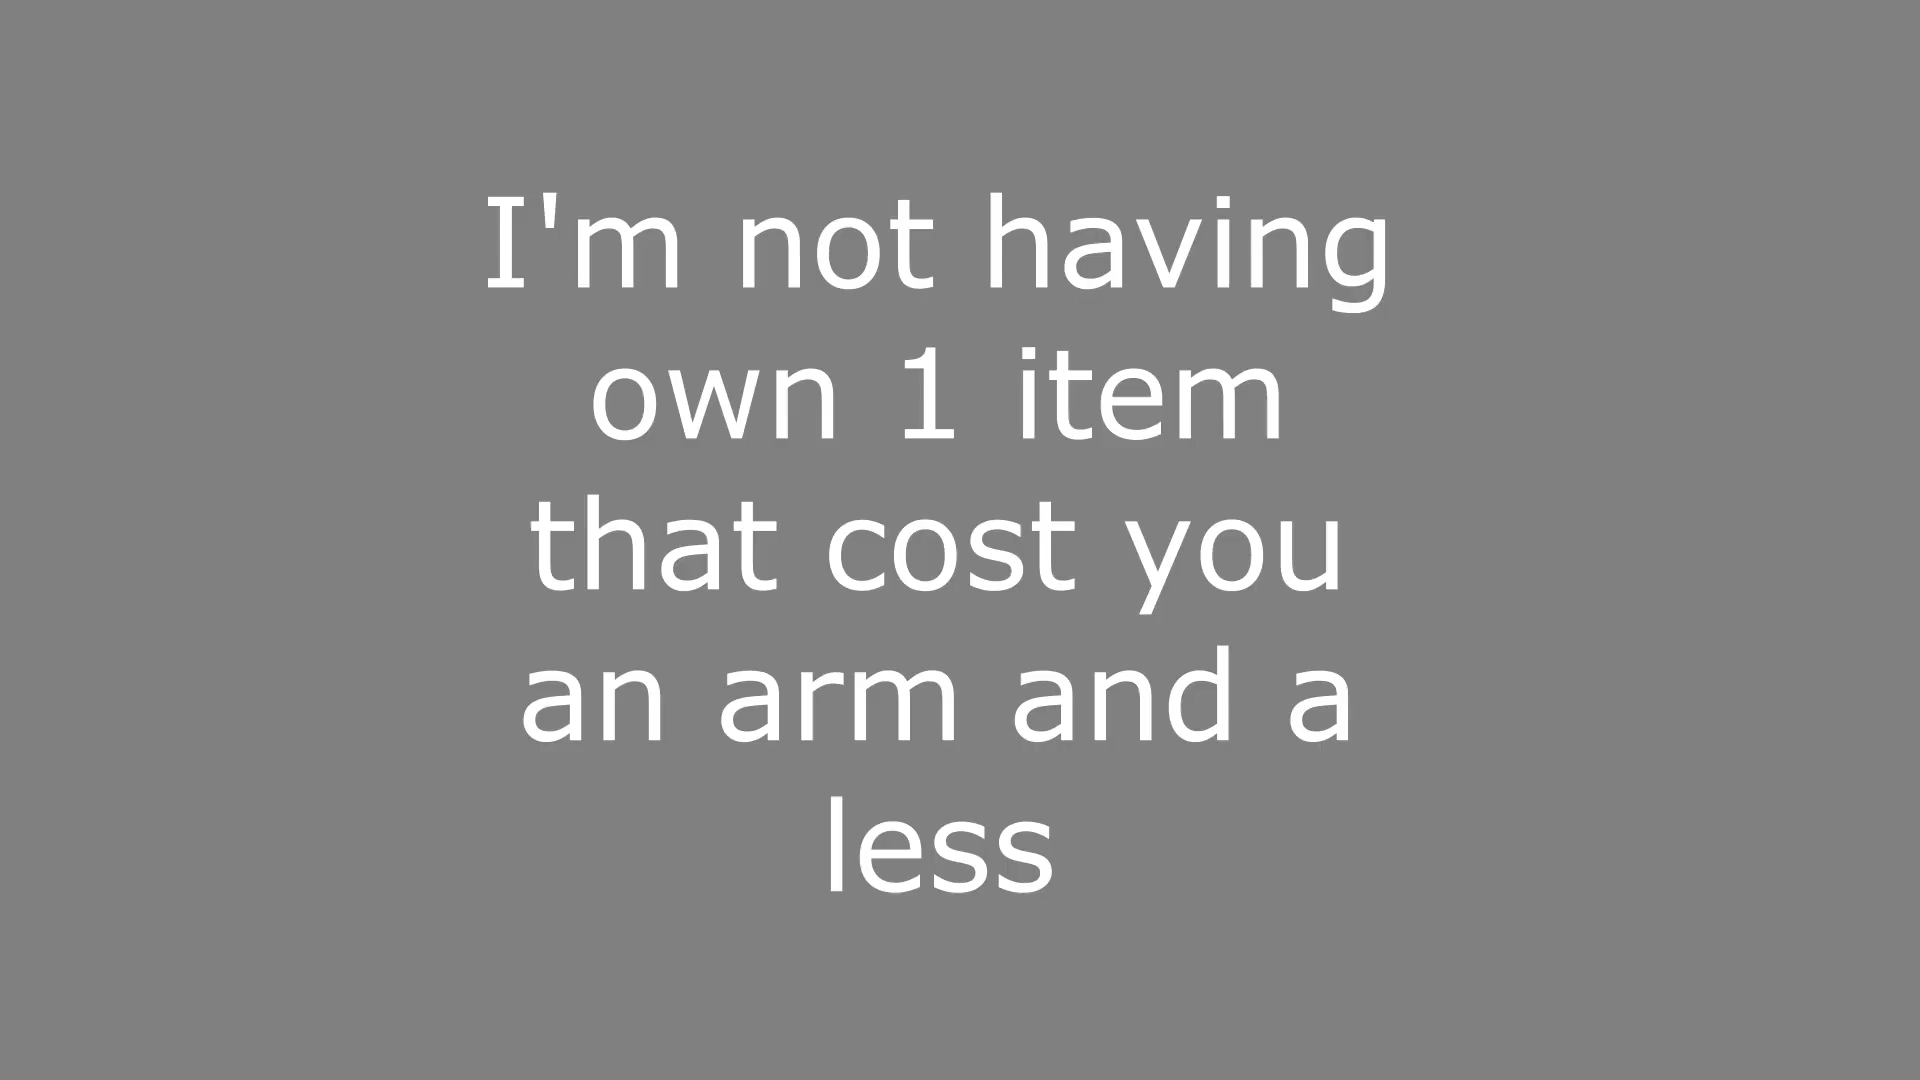 I'm not having
own 1 item
that cost you
an arm and a
less